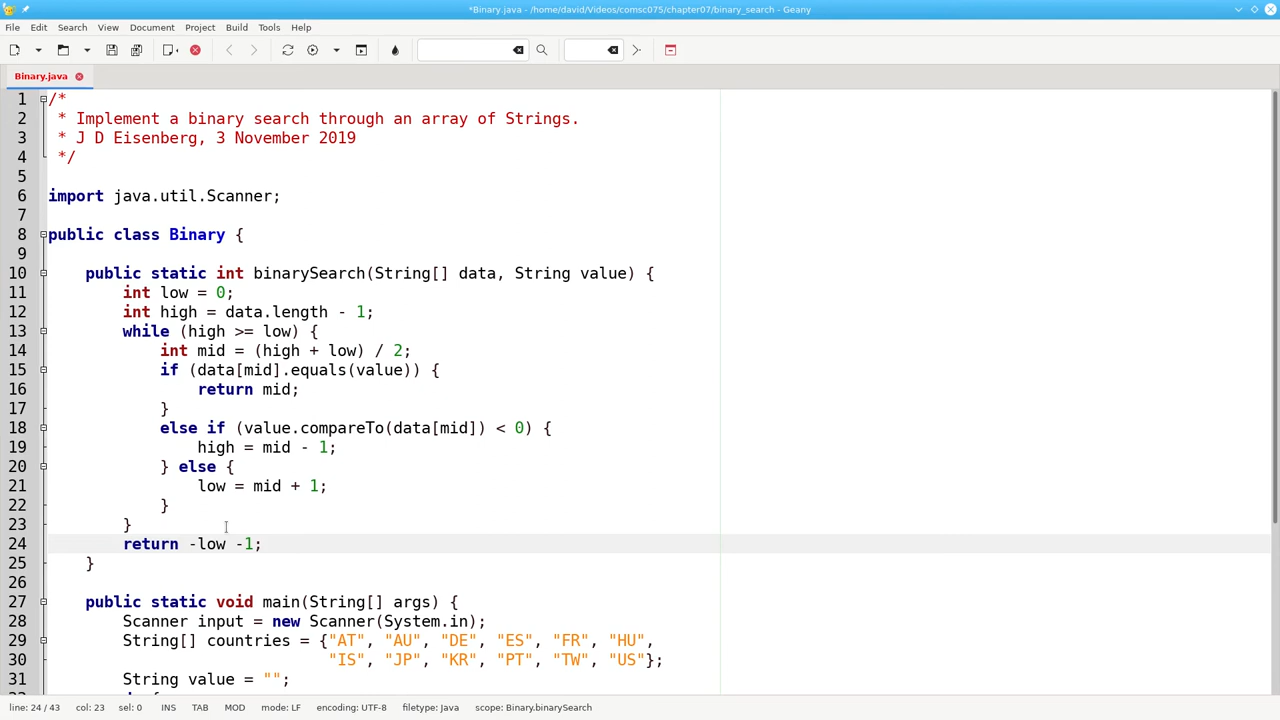 *Binary.java - /home/david/Videos/comsc075/chapter07/binary_search - Geany
File Edit Search View Document Project Build Tools Help
Binary.java
1 /*
2  * Implement a binary search through an array of Strings.
3  * J D Eisenberg, 3 November 2019
4  */
5
6 import java.util.Scanner;
7
8 public class Binary {
9
10     public static int binarySearch(String[] data, String value) {
11         int low = 0;
12         int high = data.length - 1;
13         while (high >= low) {
14             int mid = (high + low) / 2;
15             if (data[mid].equals(value)) {
16                 return mid;
17             }
18             else if (value.compareTo(data[mid]) < 0) {
19                 high = mid - 1;
20             } else {
21                 low = mid + 1;
22             }
23         }
24         return -low -1;
25     }
26
27     public static void main(String[] args) {
28         Scanner input = new Scanner(System.in);
29         String[] countries = {"AT", "AU", "DE", "ES", "FR", "HU",
30                               "IS", "JP", "KR", "PT", "TW", "US"};
31         String value = "";
line: 24 / 43 col: 23 sel: 0 INS TAB MOD mode: LF encoding: UTF-8 filetype: Java scope: Binary.binarySearch